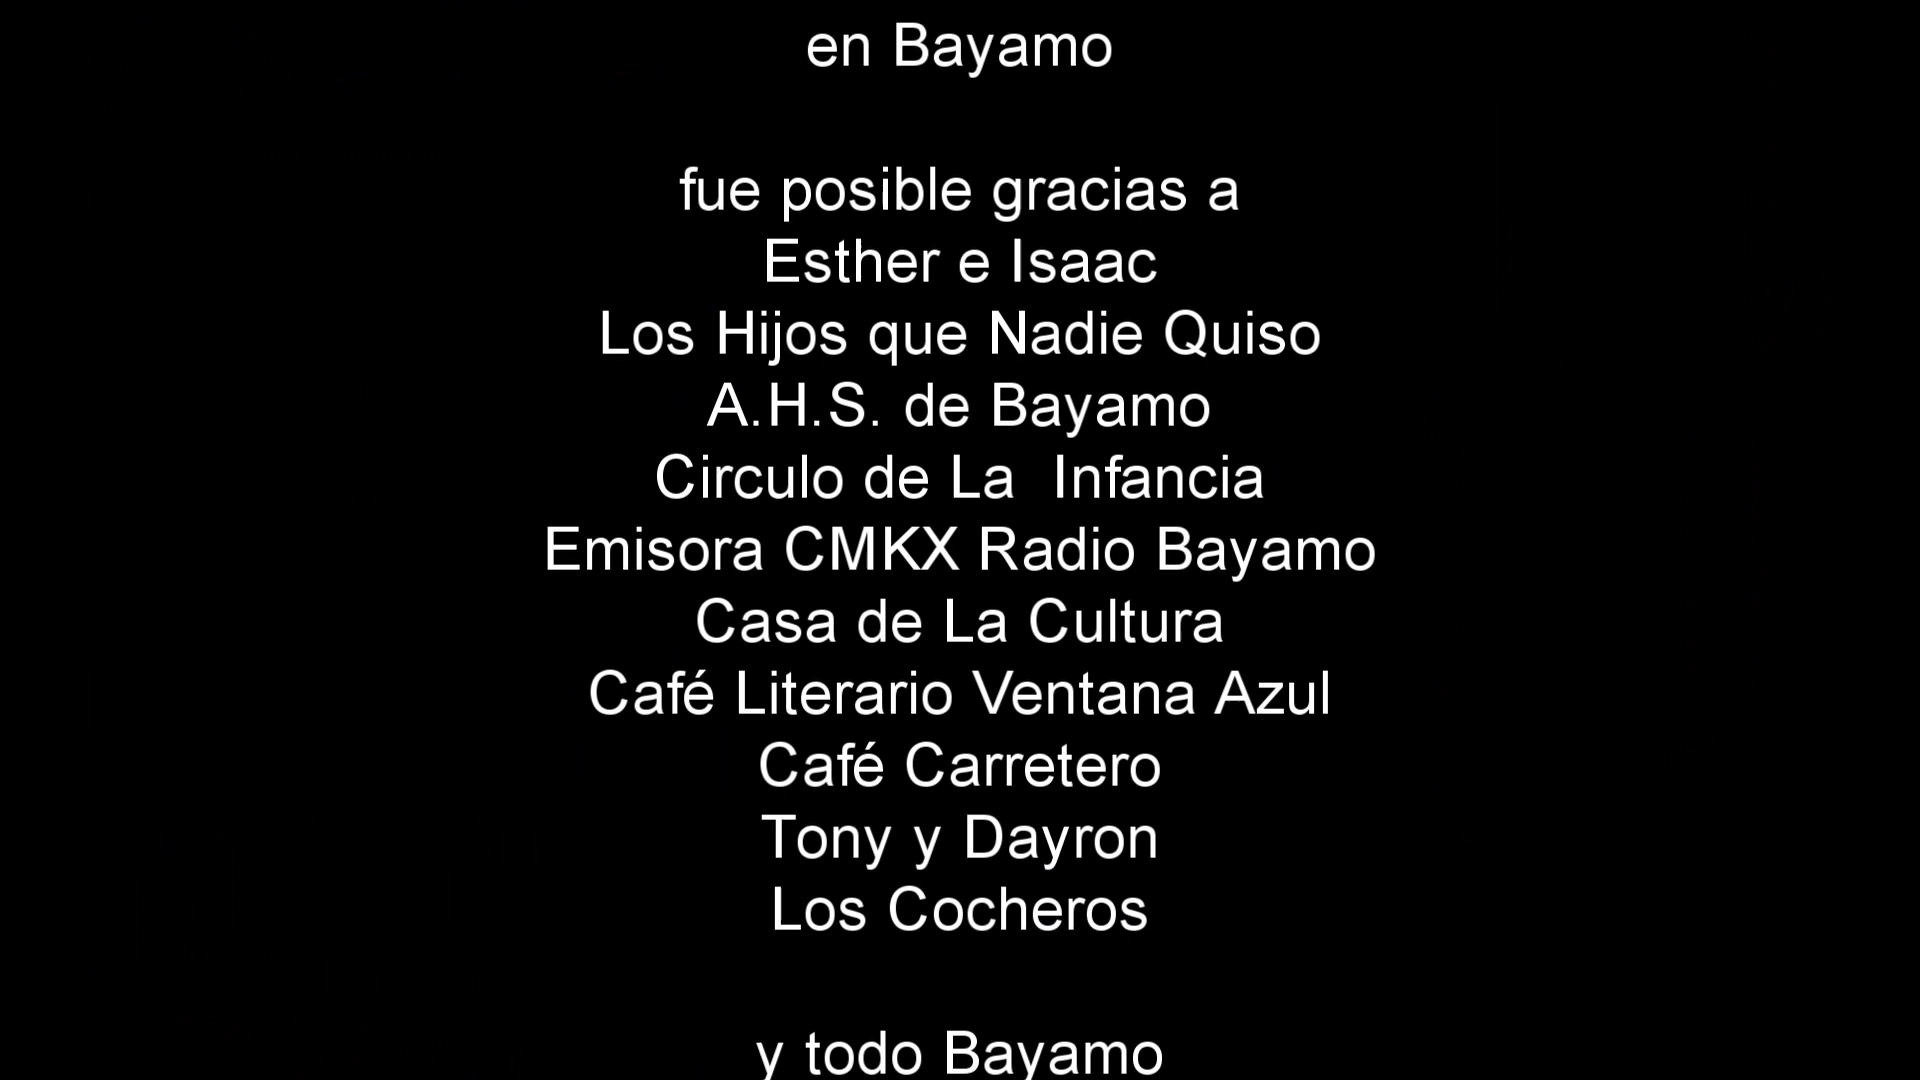 en Bayamo
fue posible gracias a
Esther e Isaac
Los Hijos que Nadie Quiso
A.H.S. de Bayamo
Circulo de La  Infancia
Emisora CMKX Radio Bayamo
Casa de La Cultura
Café Literario Ventana Azul
Café Carretero
Tony y Dayron
Los Cocheros
y todo Bayamo